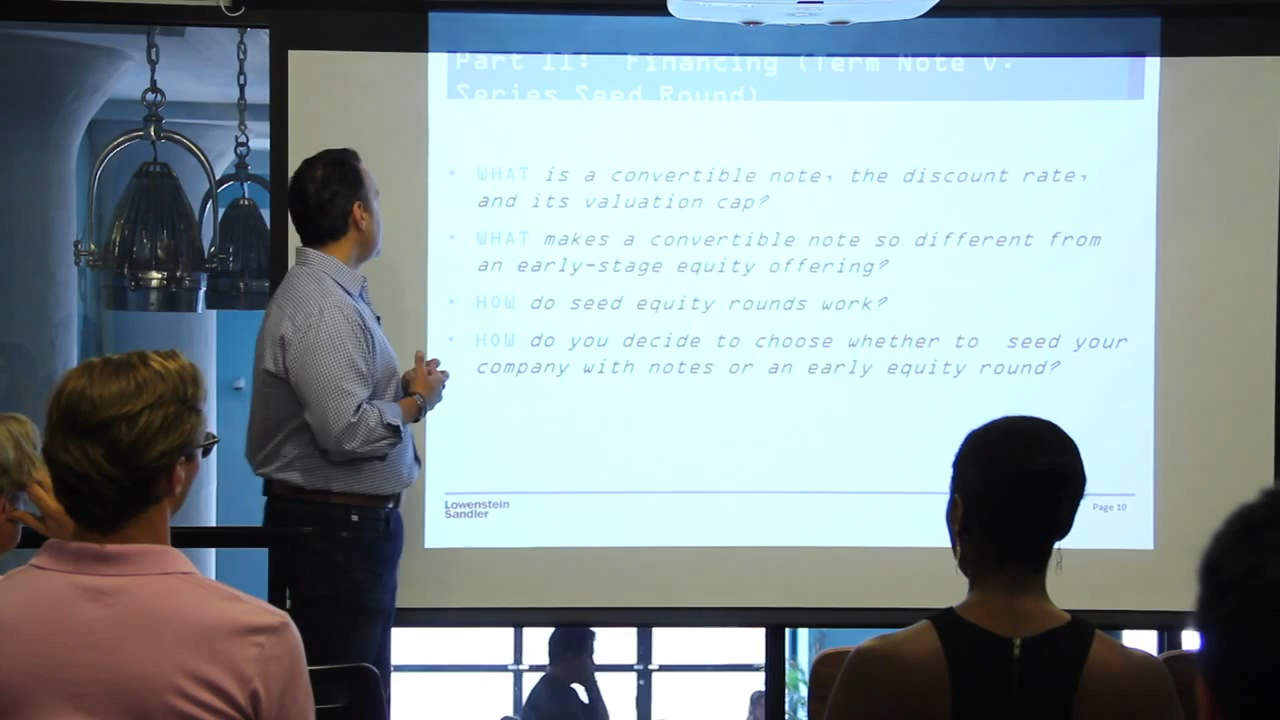 Part II:  Financing (Term Note v.
Series Seed Round)
• WHAT is a convertible note, the discount rate,
and its valuation cap?
• WHAT makes a convertible note so different from
an early-stage equity offering?
• HOW do seed equity rounds work?
• HOW do you decide to choose whether to  seed your
company with notes or an early equity round?
Lowenstein
Sandler
Page 10